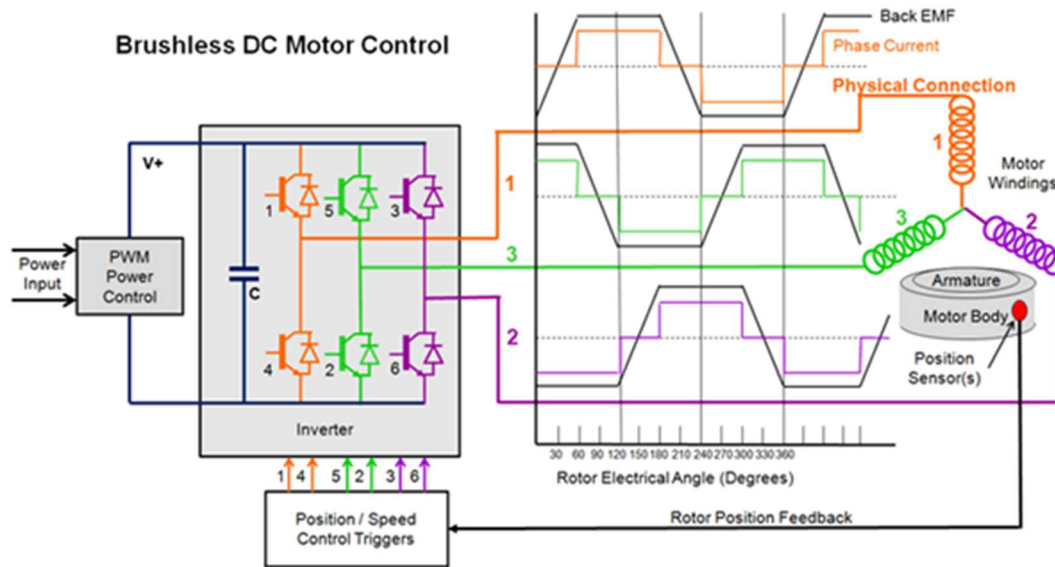 Brushless DC Motor Control
Back EMF
Phase Current
Physical Connection
V+
1
5
3
1
1
Motor
Windings
3
2
3
Power
Input
PWM
Power
Control
C
Armature
Motor Body
4
2
6
2
Position
Sensor(s)
Inverter
30 60 90 120 150 180 210 240 270 300 330 360
Rotor Electrical Angle (Degrees)
1 4 5 2 3 6
Position / Speed
Control Triggers
Rotor Position Feedback